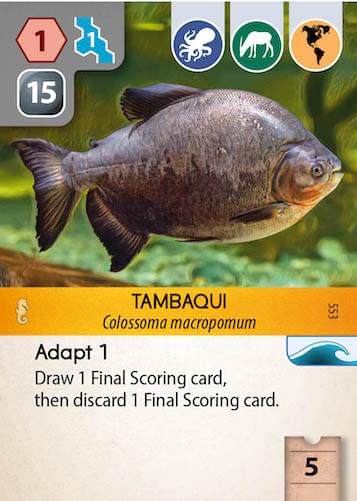 1
1
15
TAMBAQUI
Colossoma macropomum
553
Adapt 1
Draw 1 Final Scoring card,
then discard 1 Final Scoring card.
5